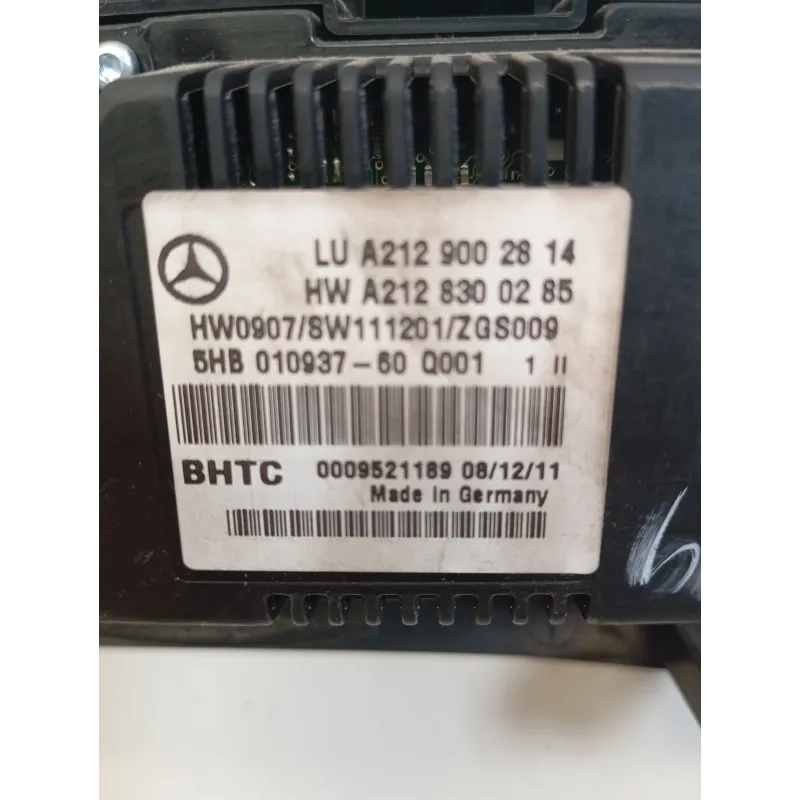 LU A212 900 28 14
HW A212 830 02 85
HW0907/SW111201/ZGS009
5HB 010937-60 Q001 1 II
BHTC 0009521189 08/12/11
Made in Germany